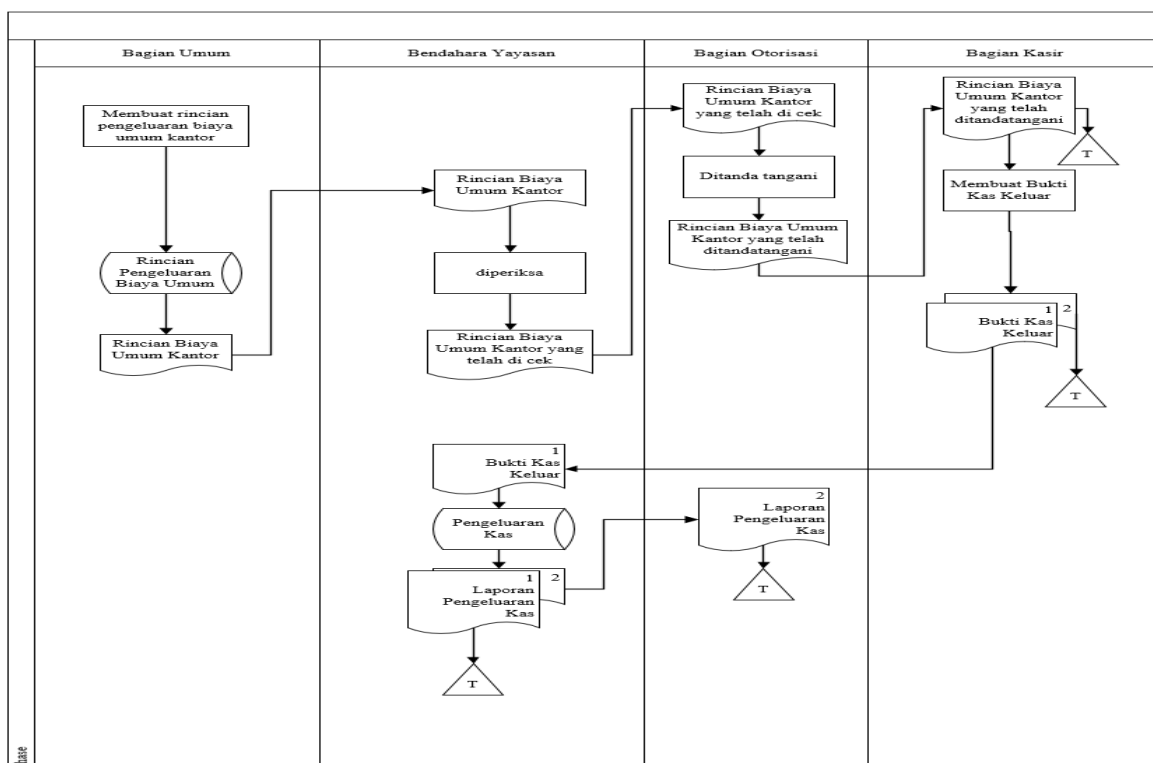 Bagian Umum
Bendahara Yayasan
Bagian Otorisasi
Bagian Kasir
Membuat rincian
pengeluaran biaya
umum kantor
Rincian
Pengeluaran
Biaya Umum
Rincian Biaya
Umum Kantor
Rincian Biaya
Umum Kantor
diperiksa
Rincian Biaya
Umum Kantor yang
telah di cek
Rincian Biaya
Umum Kantor
yang telah di cek
Ditanda tangani
Rincian Biaya Umum
Kantor yang telah
ditandatangani
Rincian Biaya
Umum Kantor
yang telah
ditandatangani
T
Membuat Bukti
Kas Keluar
1
2
Bukti Kas
Keluar
T
1
Bukti Kas
Keluar
Pengeluaran
Kas
1
2
Laporan
Pengeluaran
Kas
T
2
Laporan
Pengeluaran
Kas
T
hase